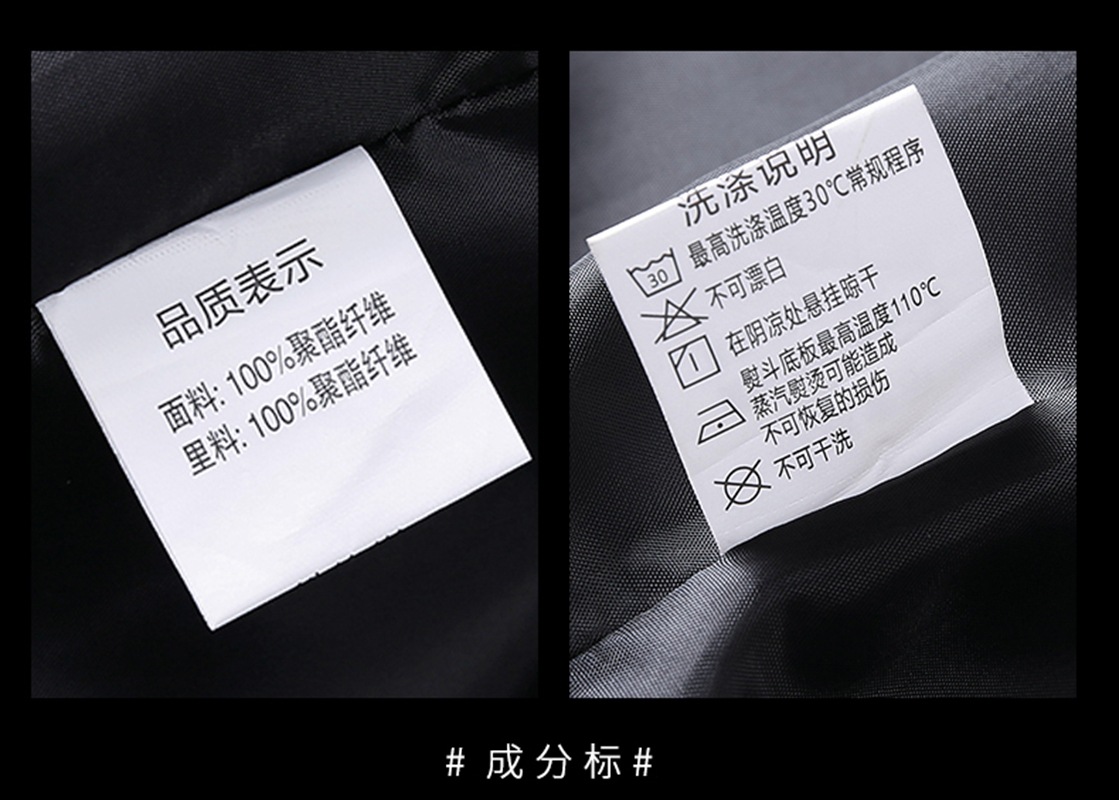 品质表示
面料: 100%聚酯纤维
里料: 100%聚酯纤维
洗涤说明
30
最高洗涤温度30℃常规程序
不可漂白
在阴凉处悬挂晾干
熨斗底板最高温度110℃
蒸汽熨烫可能造成
不可恢复的损伤
不可干洗
# 成分标 #